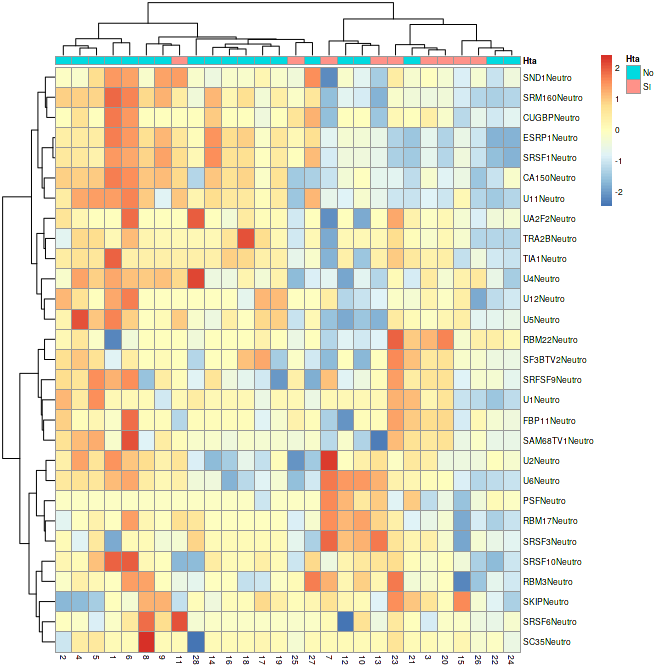 Hta
SND1Neutro
SRM160Neutro
CUGBPNeutro
ESRP1Neutro
SRSF1Neutro
CA150Neutro
U11Neutro
UA2F2Neutro
TRA2BNeutro
TIA1Neutro
U4Neutro
U12Neutro
U5Neutro
RBM22Neutro
SF3BTV2Neutro
SRFSF9Neutro
U1Neutro
FBP11Neutro
SAM68TV1Neutro
U2Neutro
U6Neutro
PSFNeutro
RBM17Neutro
SRSF3Neutro
SRSF10Neutro
RBM3Neutro
SKIPNeutro
SRSF6Neutro
SC35Neutro
2 4 5 1 6 8 9 11 28 14 16 18 17 19 25 27 7 12 10 13 23 21 3 20 15 26 22 24
2
1
0
-1
-2
Hta
No
Si